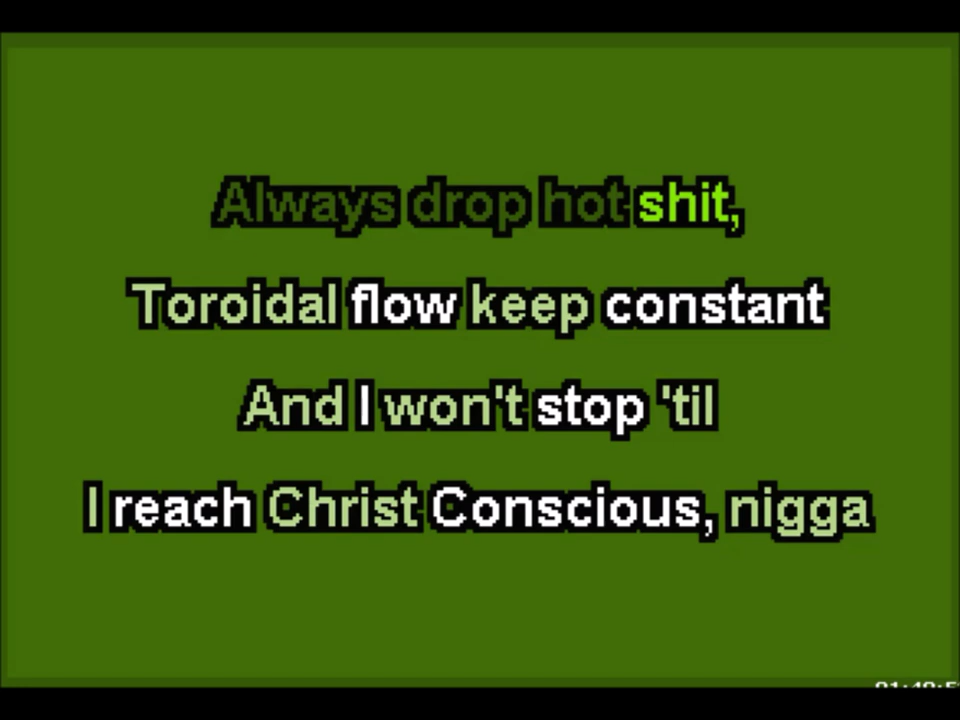 Always drop hot shit,
Toroidal flow keep constant
And I won't stop 'til
I reach Christ Conscious, nigga